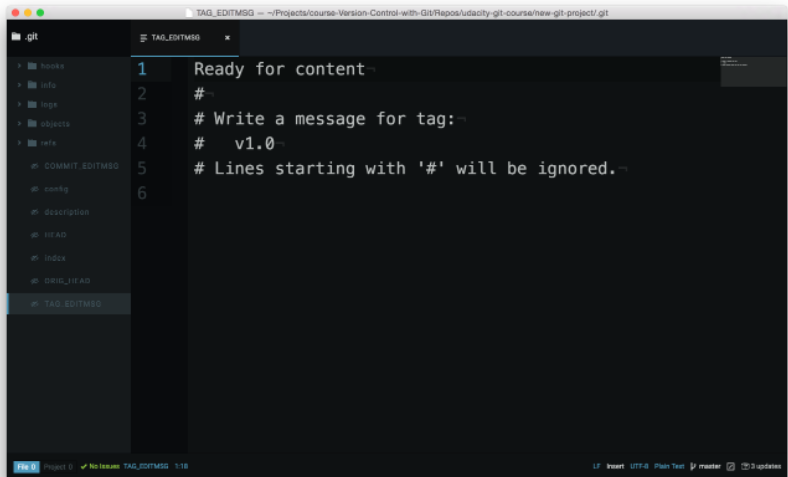 TAG_EDITMSG — ~/Projects/course-Version-Control-with-Git/Repos/udacity-git-course/new-git-project/.git
.git
TAG_EDITMSG ×
hooks
info
logs
objects
refs
COMMIT_EDITMSG
config
description
HEAD
index
ORIG_HEAD
TAG_EDITMSG
1 Ready for content¬
2 #¬
3 # Write a message for tag:¬
4 #   v1.0¬
5 # Lines starting with '#' will be ignored.¬
6
File 0 Project 0 ✔ No Issues TAG_EDITMSG 1:18 LF Insert UTF-8 Plain Text master 3 updates